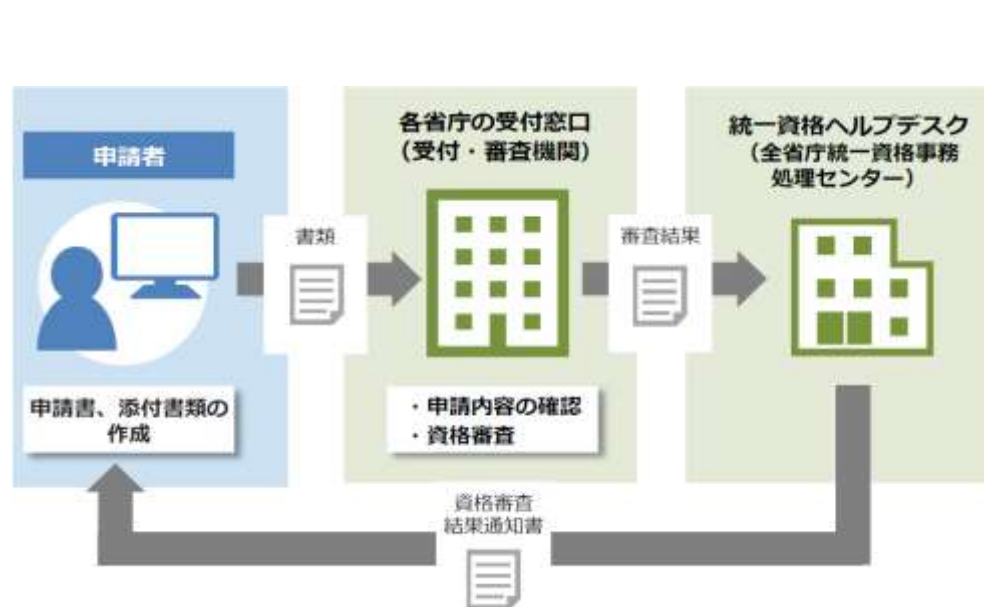 申請者
申請書、添付書類の
作成
書類
各省庁の受付窓口
（受付・審査機関）
・申請内容の確認
・資格審査
審査結果
統一資格ヘルプデスク
（全省庁統一資格事務
処理センター）
資格審査
結果通知書